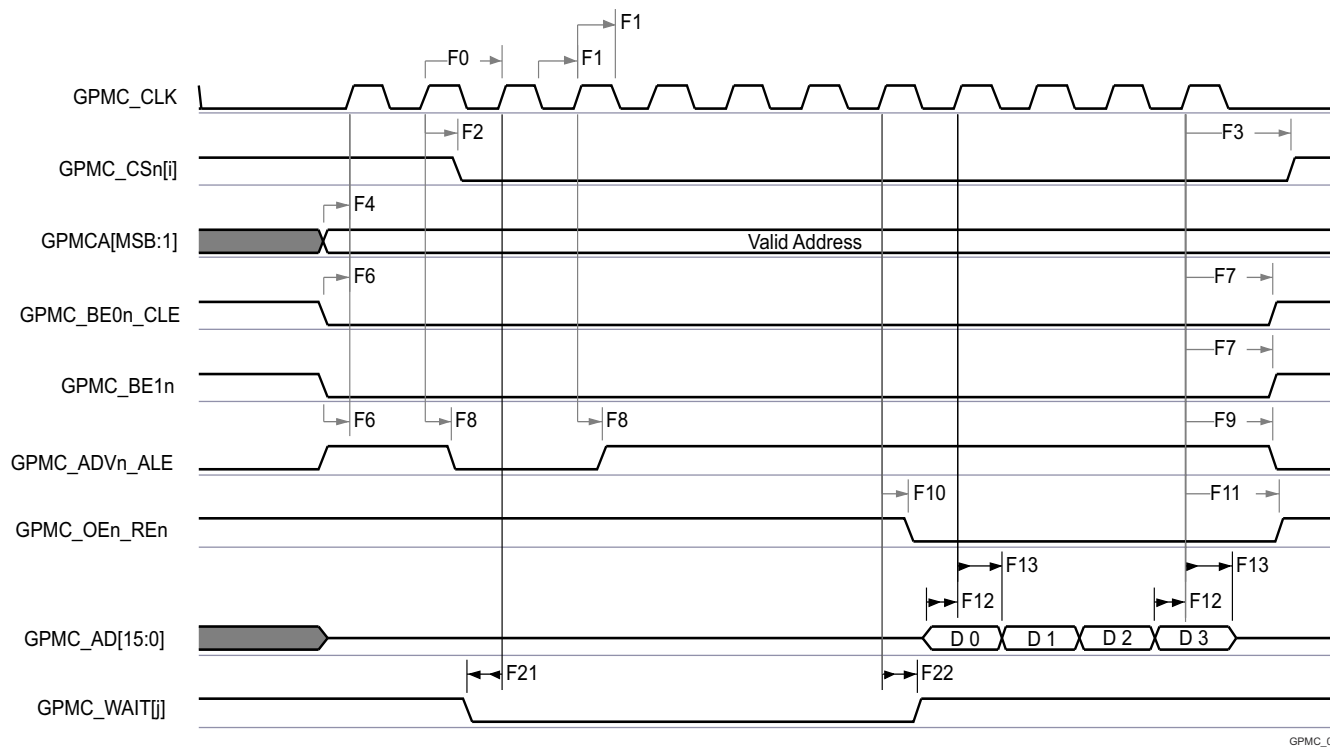 F1
F0
F1
GPMC_CLK
F2
F3
GPMC_CSn[i]
F4
GPMCA[MSB:1]
Valid Address
F6
F7
GPMC_BE0n_CLE
F7
GPMC_BE1n
F6
F8
F8
F9
GPMC_ADVn_ALE
F10
F11
GPMC_OEn_REn
F13
F13
F12
F12
GPMC_AD[15:0]
D 0
D 1
D 2
D 3
F21
F22
GPMC_WAIT[j]